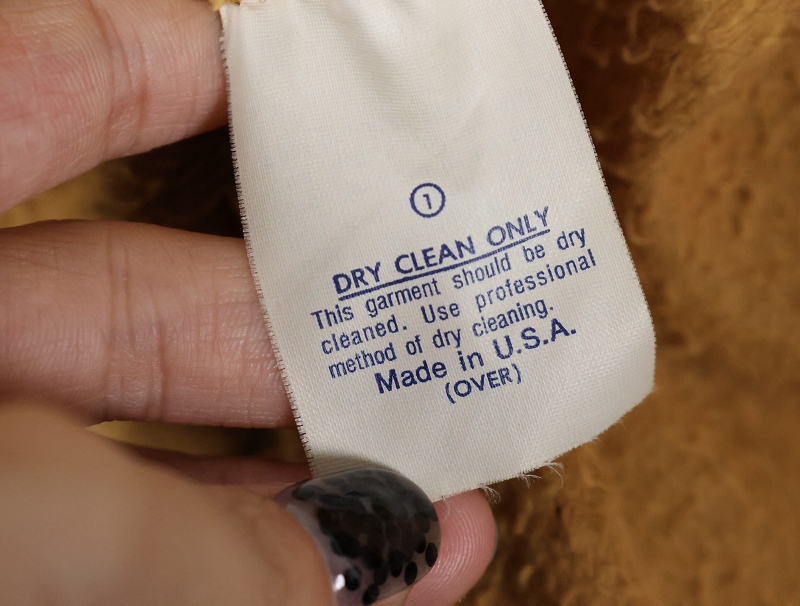 1
DRY CLEAN ONLY
This garment should be dry
cleaned. Use professional
method of dry cleaning.
Made in U.S.A.
(OVER)